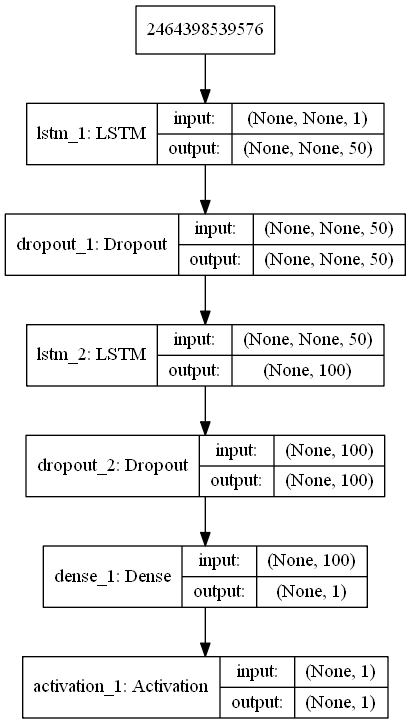 2464398539576
lstm_1: LSTM
input: (None, None, 1)
output: (None, None, 50)
dropout_1: Dropout
input: (None, None, 50)
output: (None, None, 50)
lstm_2: LSTM
input: (None, None, 50)
output: (None, 100)
dropout_2: Dropout
input: (None, 100)
output: (None, 100)
dense_1: Dense
input: (None, 100)
output: (None, 1)
activation_1: Activation
input: (None, 1)
output: (None, 1)